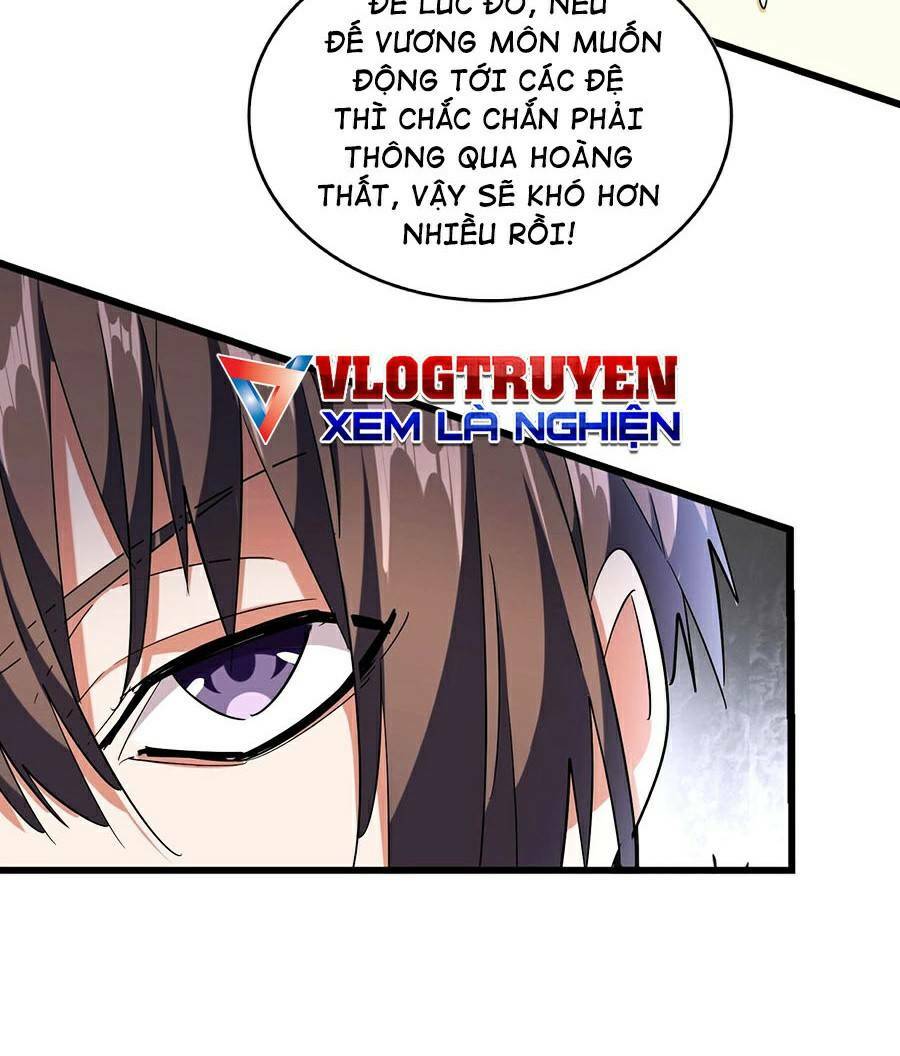 ĐỂ LÚC ĐÓ, NẾU
ĐẾ VƯƠNG MÔN MUỐN
ĐỘNG TỚI CÁC ĐỆ
THÌ CHẮC CHẮN PHẢI
THÔNG QUA HOÀNG
THẤT, VẬY SẼ KHÓ HƠN
NHIỀU RỒI!
VLOGTRUYEN
XEM LÀ NGHIỆN